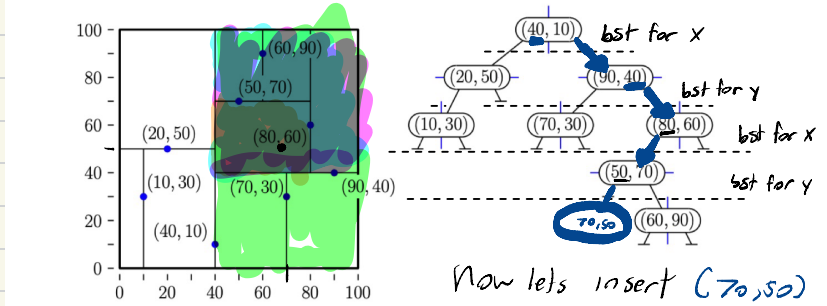 100
80
60
40
20
0
0 20 40 60 80 100
(60, 90)
(50, 70)
(80, 60)
(20, 50)
(10, 30)
(70, 30)
(90, 40)
(40, 10)
(40, 10)
bst for x
(20, 50) (90, 40)
bst for y
(10, 30) (70, 30) (80, 60)
bst for x
(50, 70)
bst for y
70,50 (60, 90)
Now lets insert (70,50)